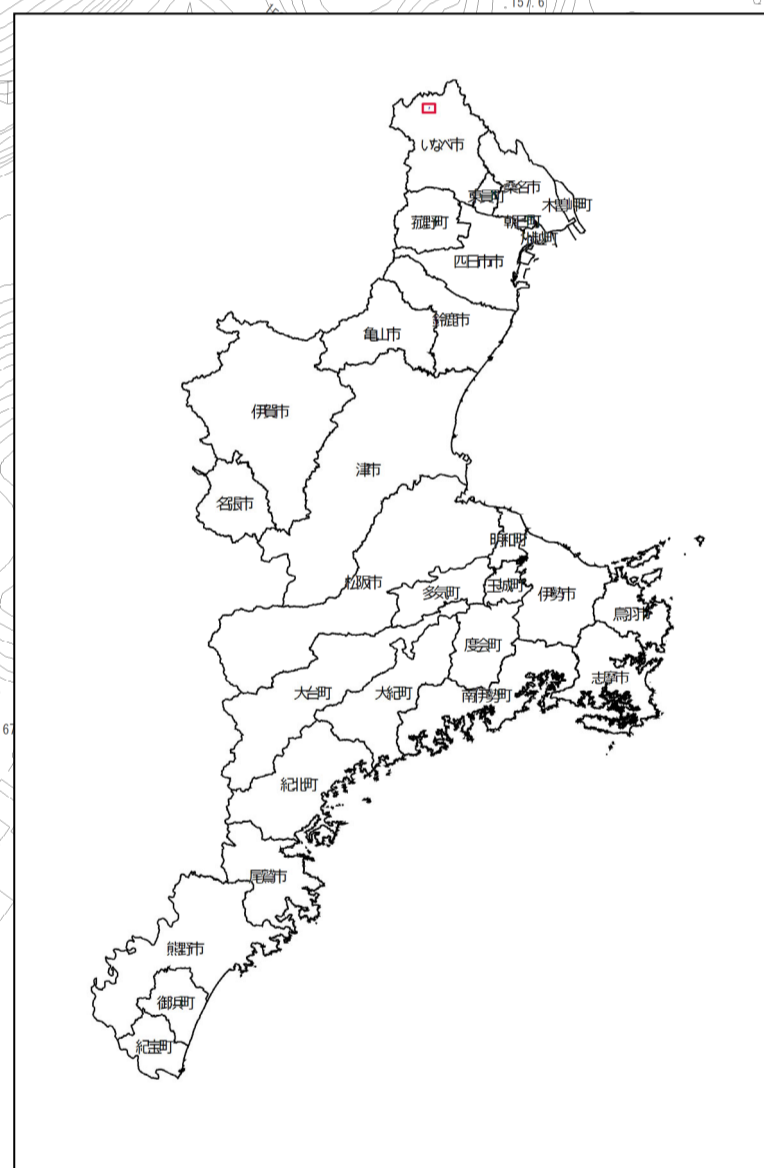 157.6
いなべ市
桑名市
東員町
木曽岬町
菰野町
朝日町
川越町
四日市市
鈴鹿市
亀山市
伊賀市
津市
名張市
明和町
松阪市
多気町
玉城町
伊勢市
鳥羽市
度会町
志摩市
大台町
大紀町
南伊勢町
67
紀北町
尾鷲市
熊野市
御浜町
紀宝町